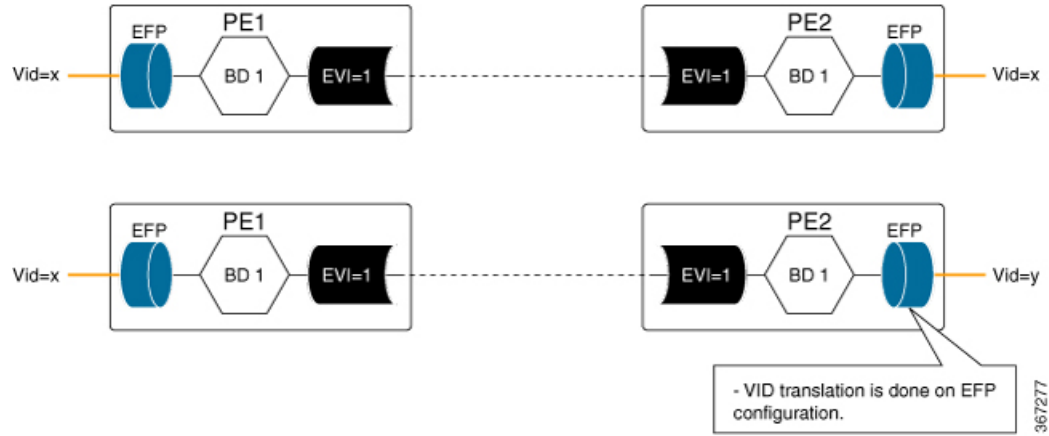 PE1
PE2
EFP
EFP
Vid=x
BD 1
EVI=1
EVI=1
BD 1
Vid=x
PE1
PE2
EFP
EFP
Vid=x
BD 1
EVI=1
EVI=1
BD 1
Vid=y
- VID translation is done on EFP
configuration.
367277